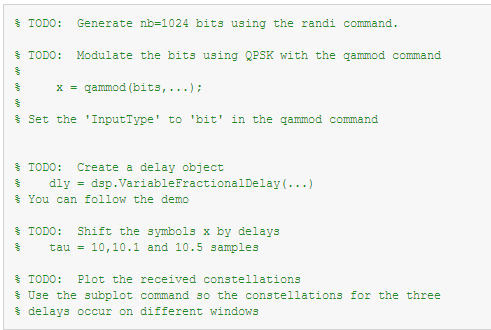 % TODO:  Generate nb=1024 bits using the randi command.
% TODO:  Modulate the bits using QPSK with the qammod command
%
%     x = qammod(bits,...);
%
% Set the 'InputType' to 'bit' in the qammod command
% TODO:  Create a delay object
%    dly = dsp.VariableFractionalDelay(...)
% You can follow the demo
% TODO:  Shift the symbols x by delays
%    tau = 10,10.1 and 10.5 samples
% TODO:  Plot the received constellations
% Use the subplot command so the constellations for the three
% delays occur on different windows